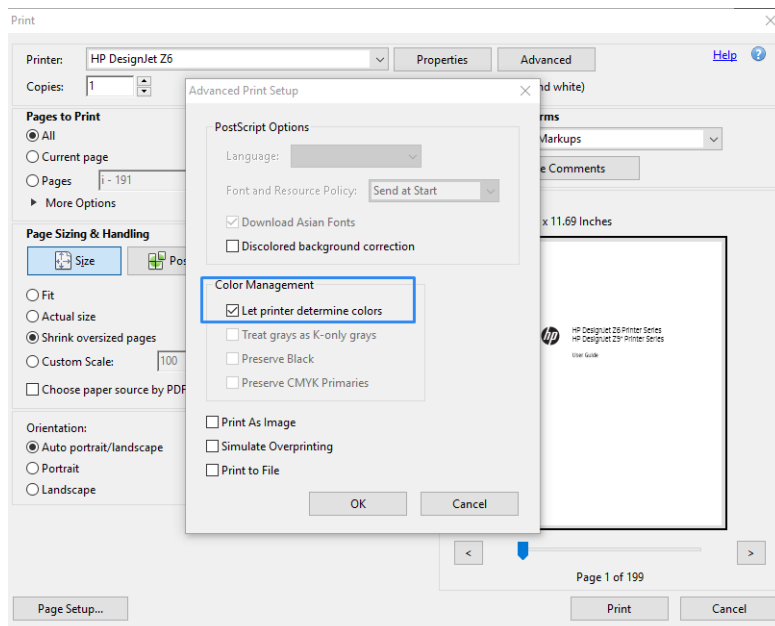 Print
Printer: HP DesignJet Z6 Properties Advanced Help ?
Copies: 1 nd white)
Advanced Print Setup
PostScript Options
Language:
Font and Resource Policy: Send at Start
Download Asian Fonts
Discolored background correction
Color Management
Let printer determine colors
Treat grays as K-only grays
Preserve Black
Preserve CMYK Primaries
Print As Image
Simulate Overprinting
Print to File
OK Cancel
Pages to Print
All
Current page
Pages i - 191
More Options
Page Sizing & Handling
Size Pos
Fit
Actual size
Shrink oversized pages
Custom Scale: 100
Choose paper source by PDF
Orientation:
Auto portrait/landscape
Portrait
Landscape
rms
Markups
e Comments
x 11.69 Inches
hp
HP DesignJet Z6 Printer Series
HP DesignJet Z9+ Printer Series
User Guide
< >
Page 1 of 199
Page Setup... Print Cancel